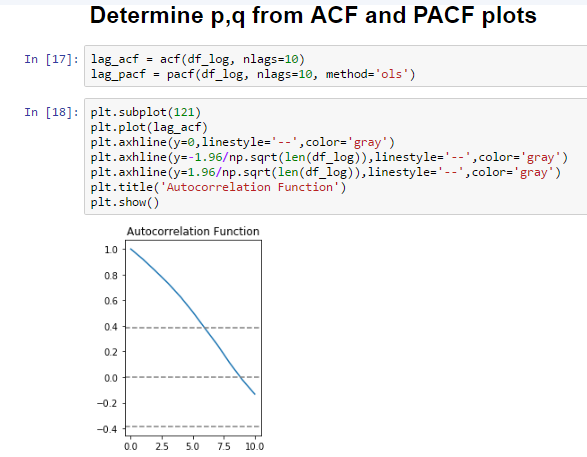 Determine p,q from ACF and PACF plots
In [17]: lag_acf = acf(df_log, nlags=10)
lag_pacf = pacf(df_log, nlags=10, method='ols')
In [18]: plt.subplot(121)
plt.plot(lag_acf)
plt.axhline(y=0,linestyle='--',color='gray')
plt.axhline(y=-1.96/np.sqrt(len(df_log)),linestyle='--',color='gray')
plt.axhline(y=1.96/np.sqrt(len(df_log)),linestyle='--',color='gray')
plt.title('Autocorrelation Function')
plt.show()
Autocorrelation Function
1.0
0.8
0.6
0.4
0.2
0.0
−0.2
−0.4
0.0 2.5 5.0 7.5 10.0